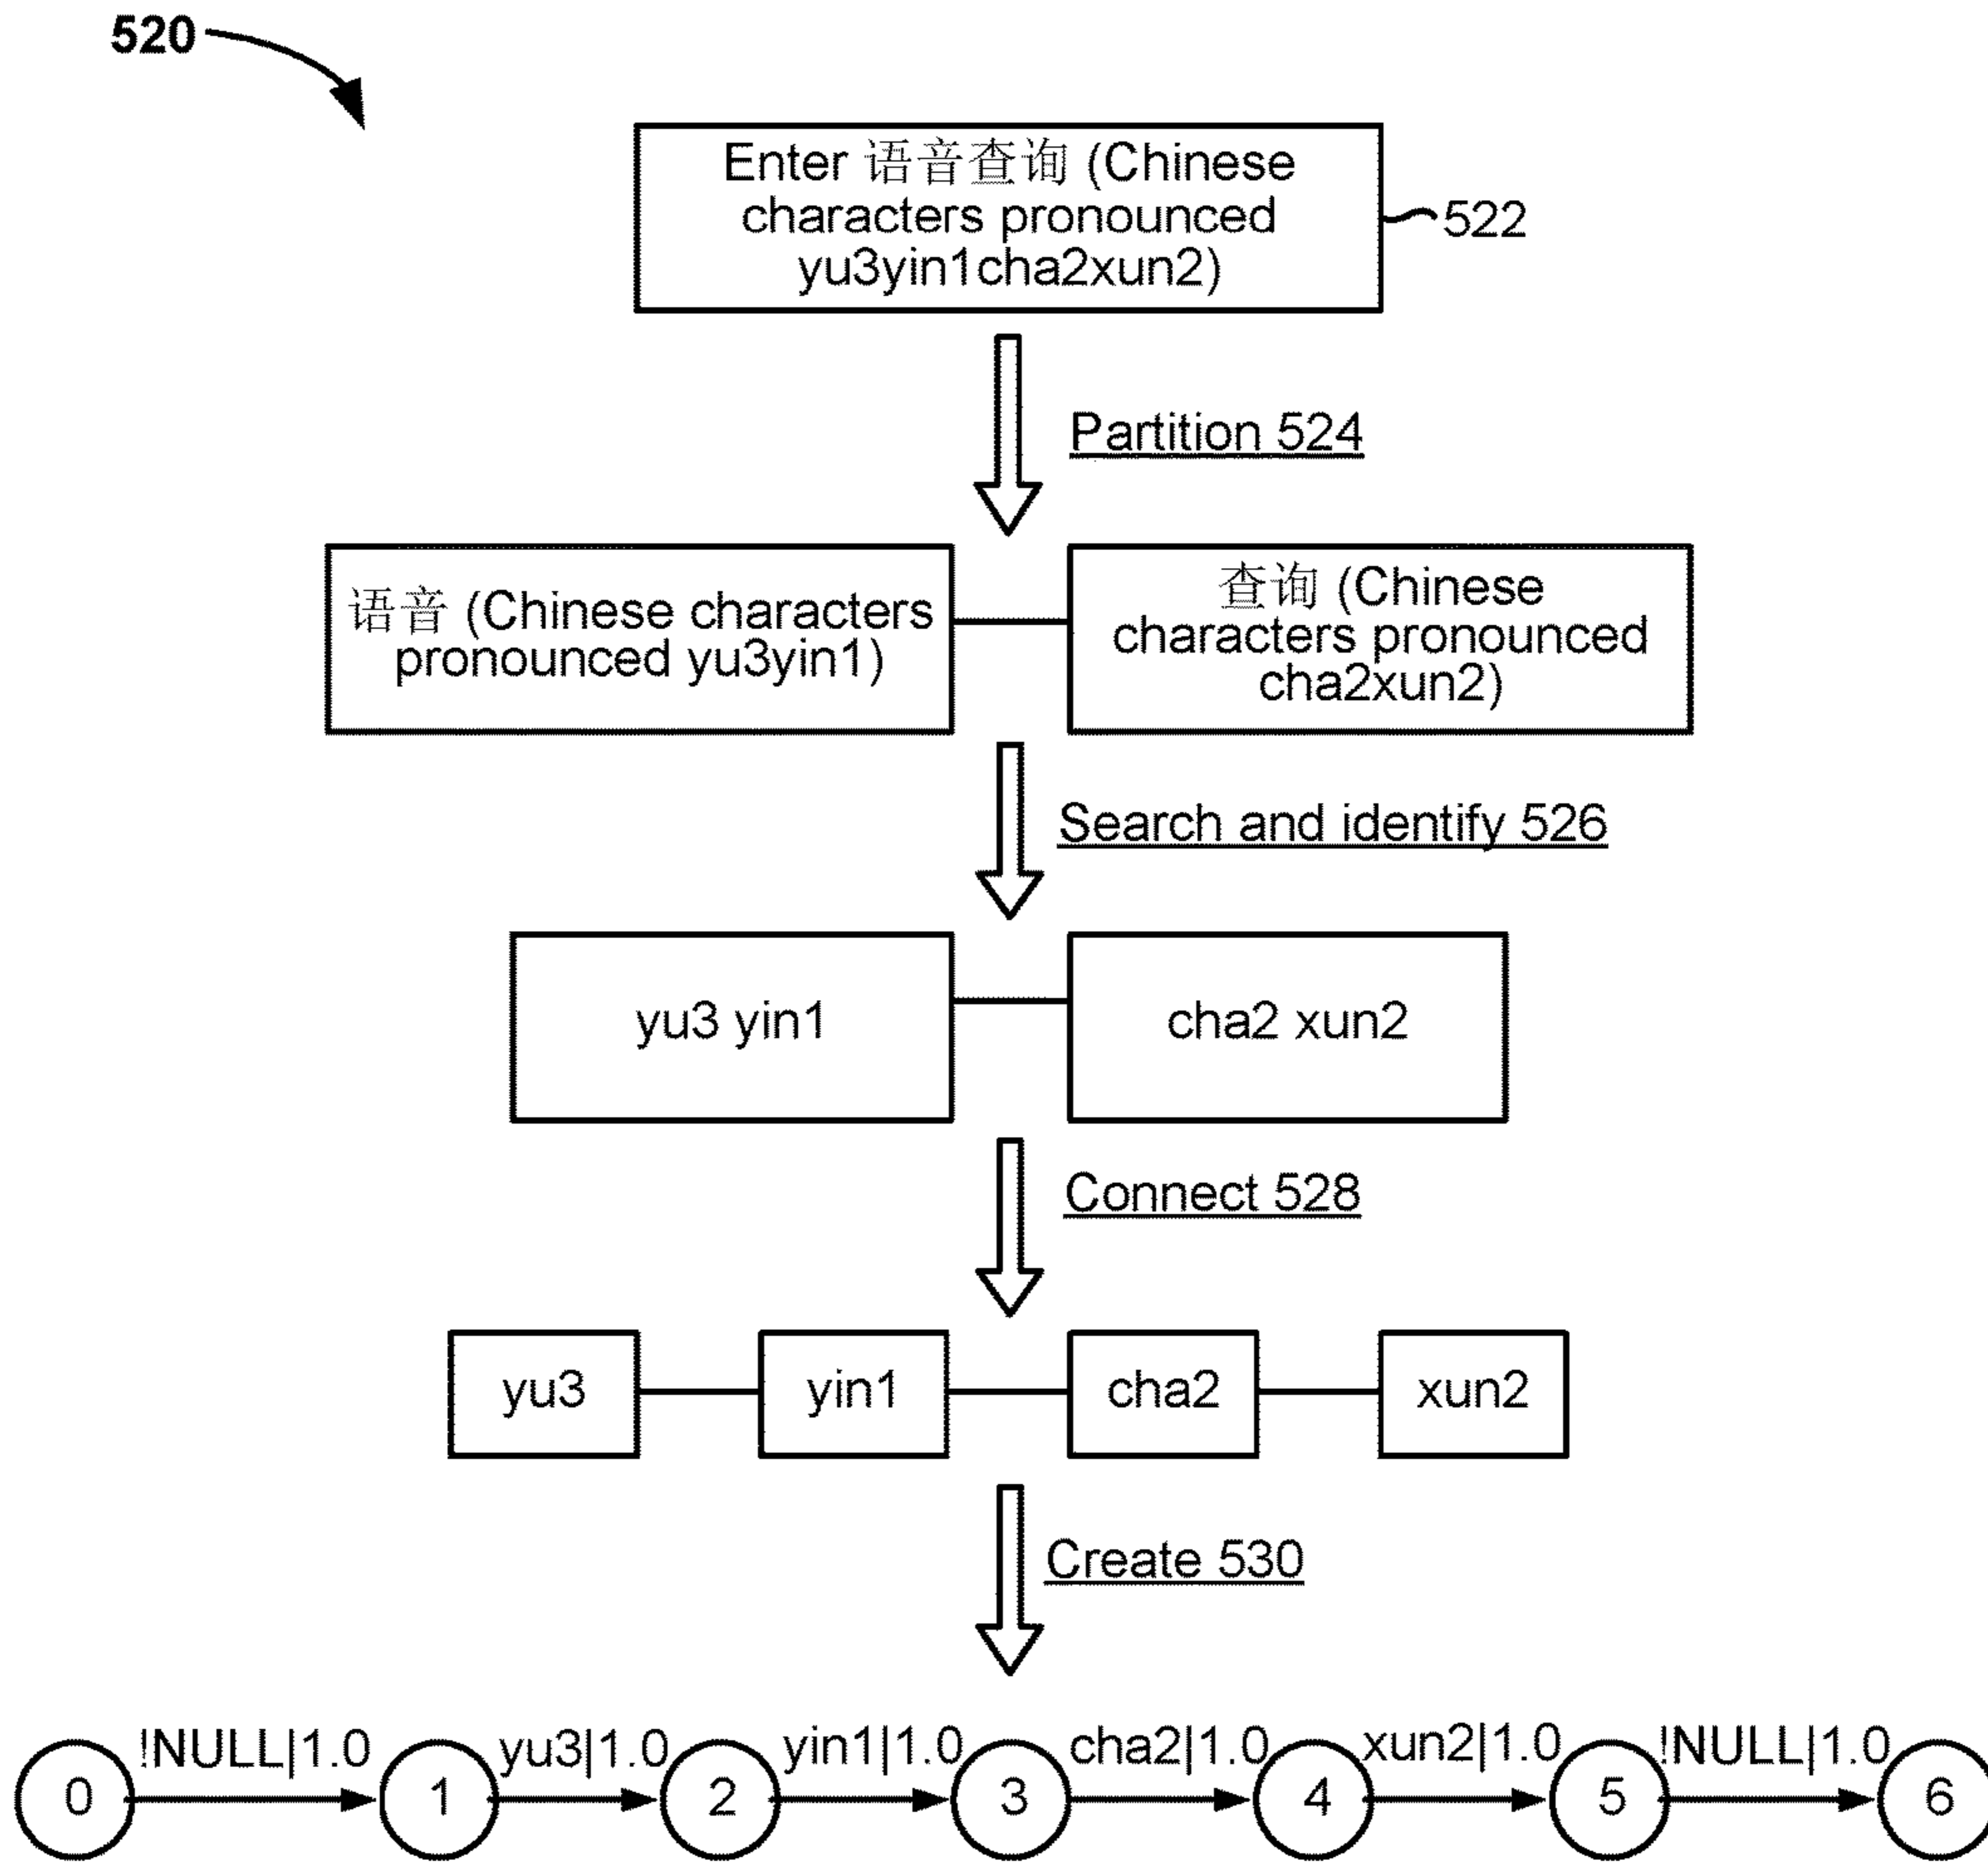 520
Enter 语音查询 (Chinese
characters pronounced
yu3yin1cha2xun2)
522
Partition 524
语音 (Chinese characters
pronounced yu3yin1)
查询 (Chinese
characters pronounced
cha2xun2)
Search and identify 526
yu3 yin1
cha2 xun2
Connect 528
yu3
yin1
cha2
xun2
Create 530
!NULL|1.0
yu3|1.0
yin1|1.0
cha2|1.0
xun2|1.0
!NULL|1.0
0
1
2
3
4
5
6